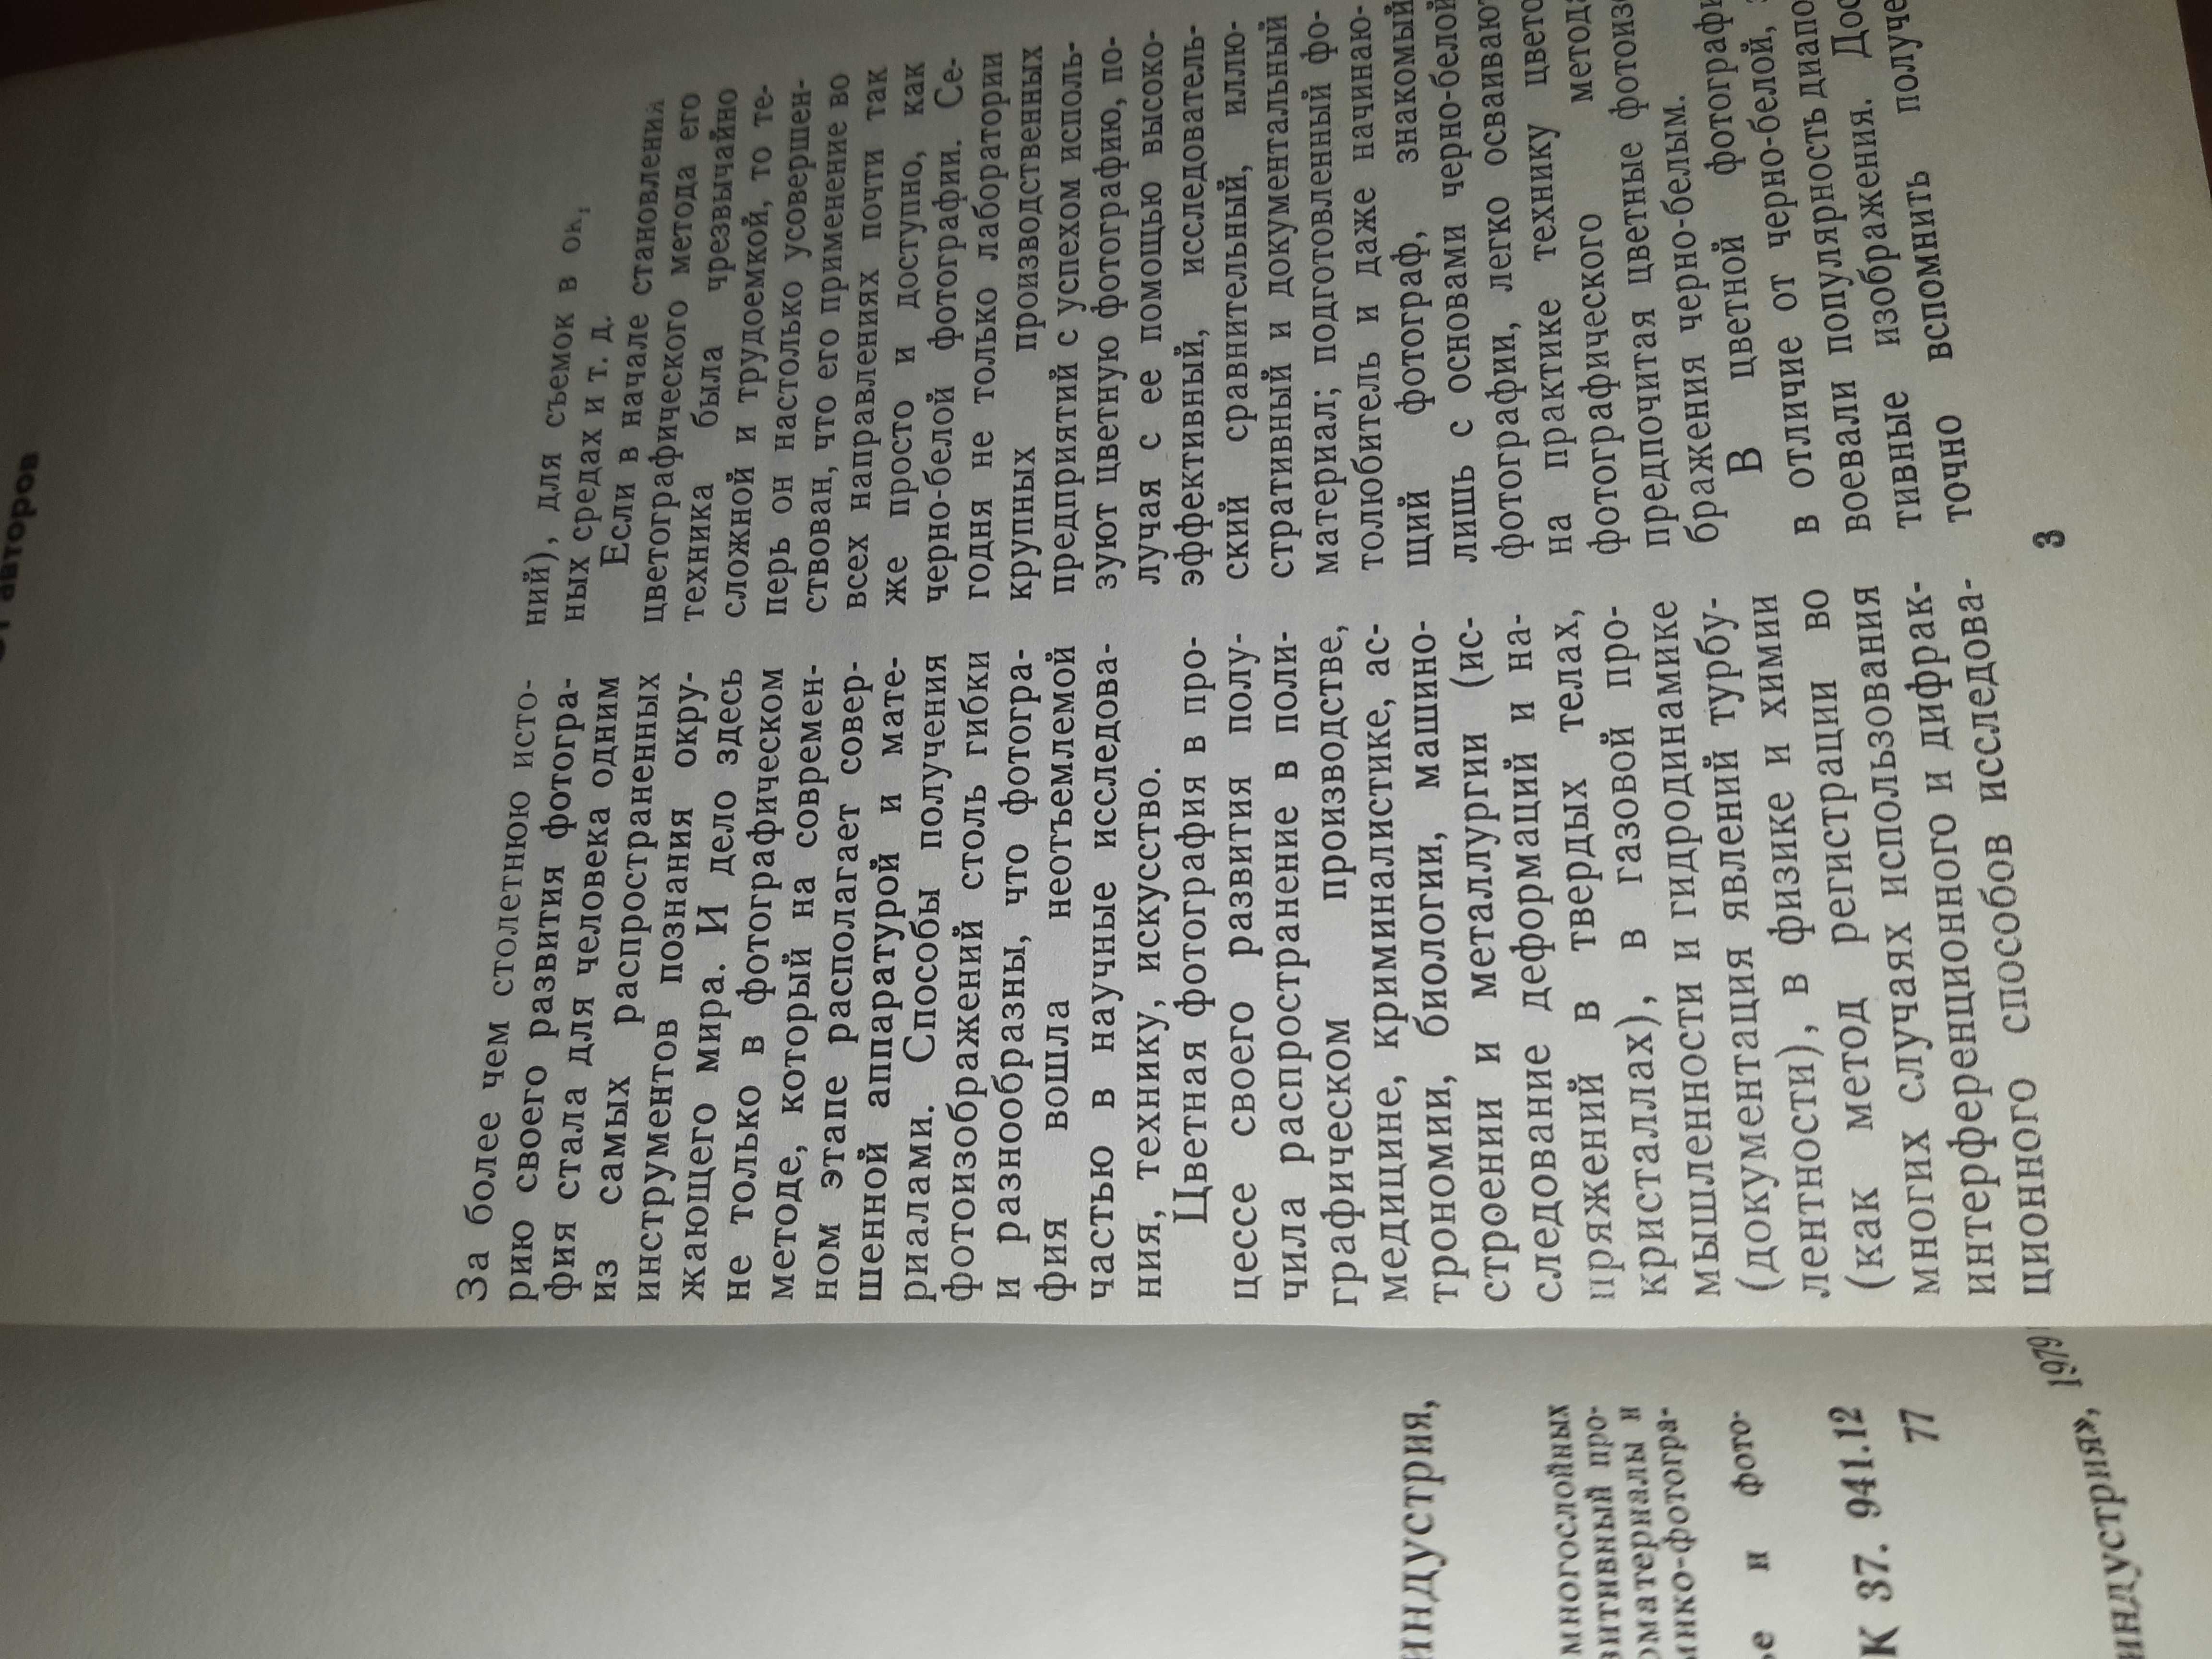 индустрия,
многослойных
и фото-
К 37. 941.12
77
индустрия», 1979
авторов
За более чем столетнюю исто-
рию своего развития фотогра-
фия стала для человека одним
из самых распространенных
инструментов познания окру-
жающего мира. И дело здесь
не только в фотографическом
методе, который на современ-
ном этапе располагает совер-
шенной аппаратурой и мате-
риалами. Способы получения
фотоизображений столь гибки
и разнообразны, что фотогра-
фия вошла неотъемлемой
частью в научные исследова-
ния, технику, искусство.
Цветная фотография в про-
цессе своего развития полу-
чила распространение в поли-
графическом производстве,
медицине, криминалистике, ас-
трономии, биологии, машино-
строении и металлургии (ис-
следование деформаций и на-
пряжений в твердых телах,
кристаллах), в газовой про-
мышленности и гидродинамике
(документация явлений турбу-
лентности), в физике и химии
(как метод регистрации во
многих случаях использования
интерференционного и дифрак-
ционного способов исследова-
ний), для съемок в
ных средах и т. д.
Если в начале становления
цветографического метода его
техника была чрезвычайно
сложной и трудоемкой, то те-
перь он настолько усовершен-
ствован, что его применение во
всех направлениях почти так
же просто и доступно, как
черно-белой фотографии. Се-
годня не только лаборатории
крупных производственных
предприятий с успехом исполь-
зуют цветную фотографию, по-
лучая с ее помощью высоко-
эффективный, исследователь-
ский сравнительный, иллю-
стративный и документальный
материал; подготовленный фо-
толюбитель и даже начинаю-
щий фотограф, знакомый
лишь с основами черно-белой
фотографии, легко осваивают
на практике технику
фотографического
предпочитая цветные
бражения черно-белым.
В цветной
в отличие от черно-белой,
воевали популярность
тивные изображения.
точно вспомнить
3